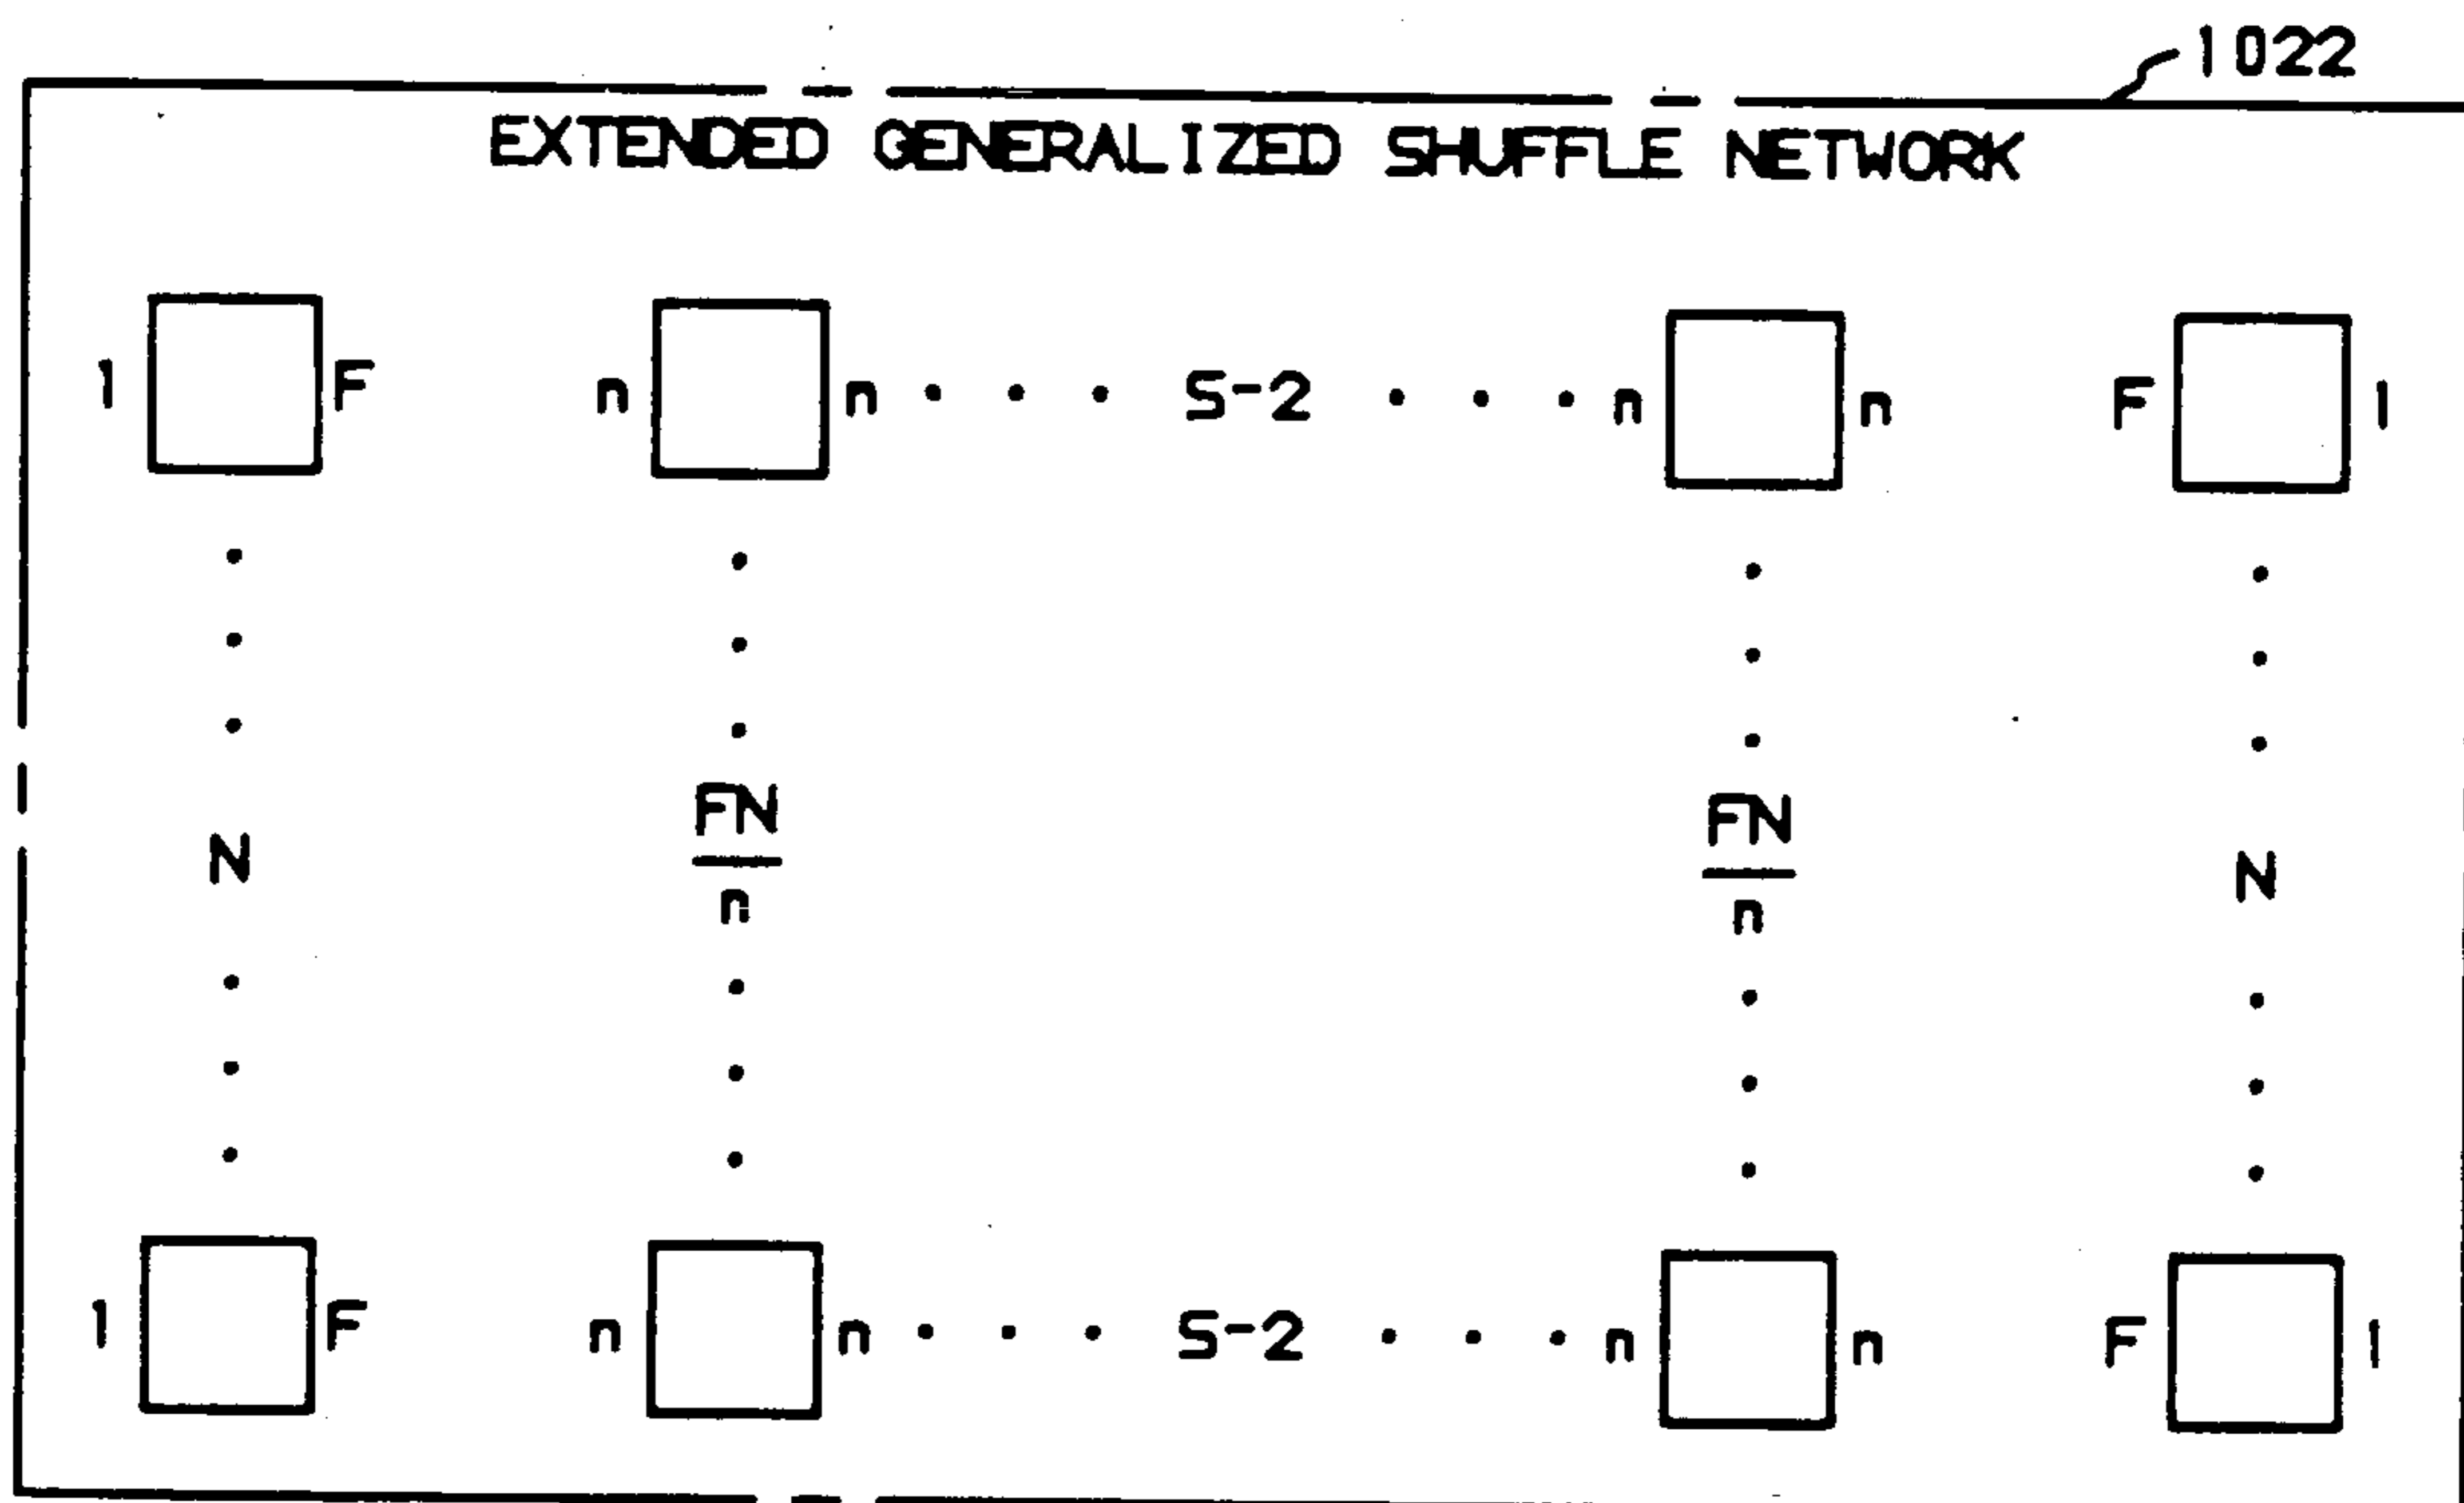 1022
EXTENDED GENERALIZED SHUFFLE NETWORK
1 F n n S-2 n n F 1
N FN/n FN/n N
1 F n n S-2 n n F 1